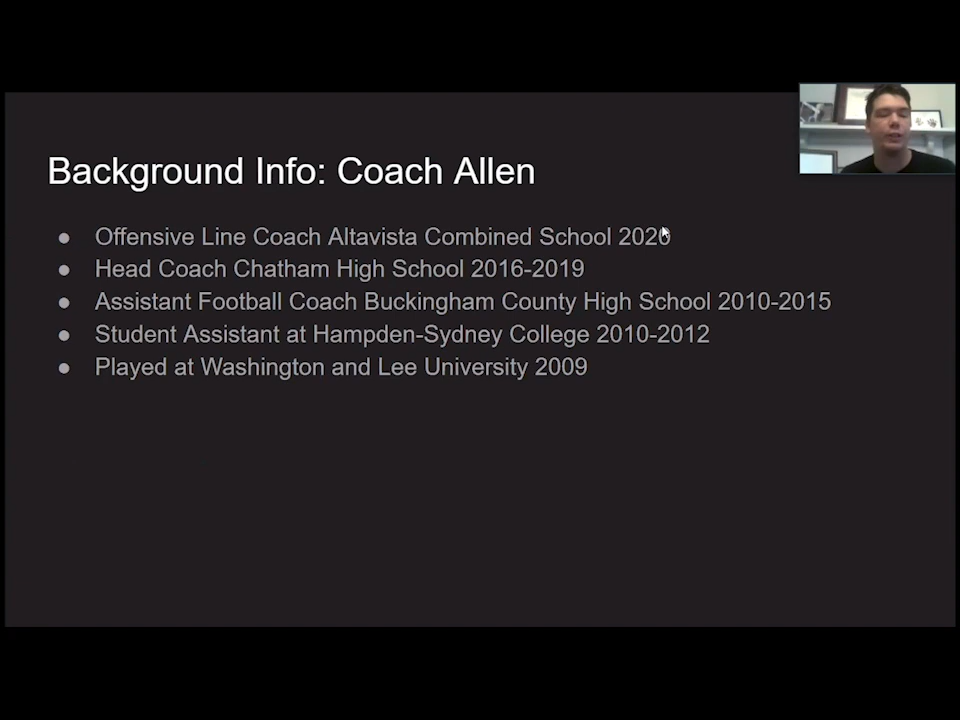 Background Info: Coach Allen
● Offensive Line Coach Altavista Combined School 2020
● Head Coach Chatham High School 2016-2019
● Assistant Football Coach Buckingham County High School 2010-2015
● Student Assistant at Hampden-Sydney College 2010-2012
● Played at Washington and Lee University 2009